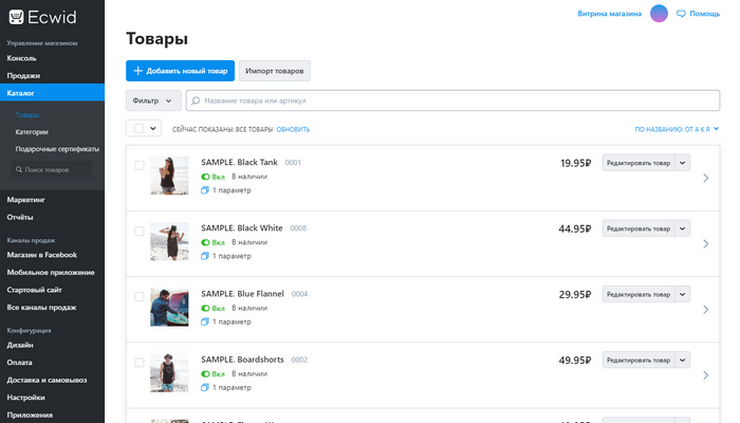 Ecwid
Управление магазином
Консоль
Продажи
Каталог
Товары
Категории
Подарочные сертификаты
Поиск товаров
Маркетинг
Отчёты
Каналы продаж
Магазин в Facebook
Мобильное приложение
Стартовый сайт
Все каналы продаж
Конфигурация
Дизайн
Оплата
Доставка и самовывоз
Настройки
Приложения
Витрина магазина
Помощь
Товары
Добавить новый товар
Импорт товаров
Фильтр
Название товара или артикул
СЕЙЧАС ПОКАЗАНЫ: ВСЕ ТОВАРЫ ОБНОВИТЬ
ПО НАЗВАНИЮ: ОТ А К Я
SAMPLE. Black Tank 0001
Вкл В наличии
1 параметр
19.95₽
Редактировать товар
SAMPLE. Black White 0008
Вкл В наличии
1 параметр
44.95₽
Редактировать товар
SAMPLE. Blue Flannel 0004
Вкл В наличии
1 параметр
29.95₽
Редактировать товар
SAMPLE. Boardshorts 0002
Вкл В наличии
1 параметр
49.95₽
Редактировать товар